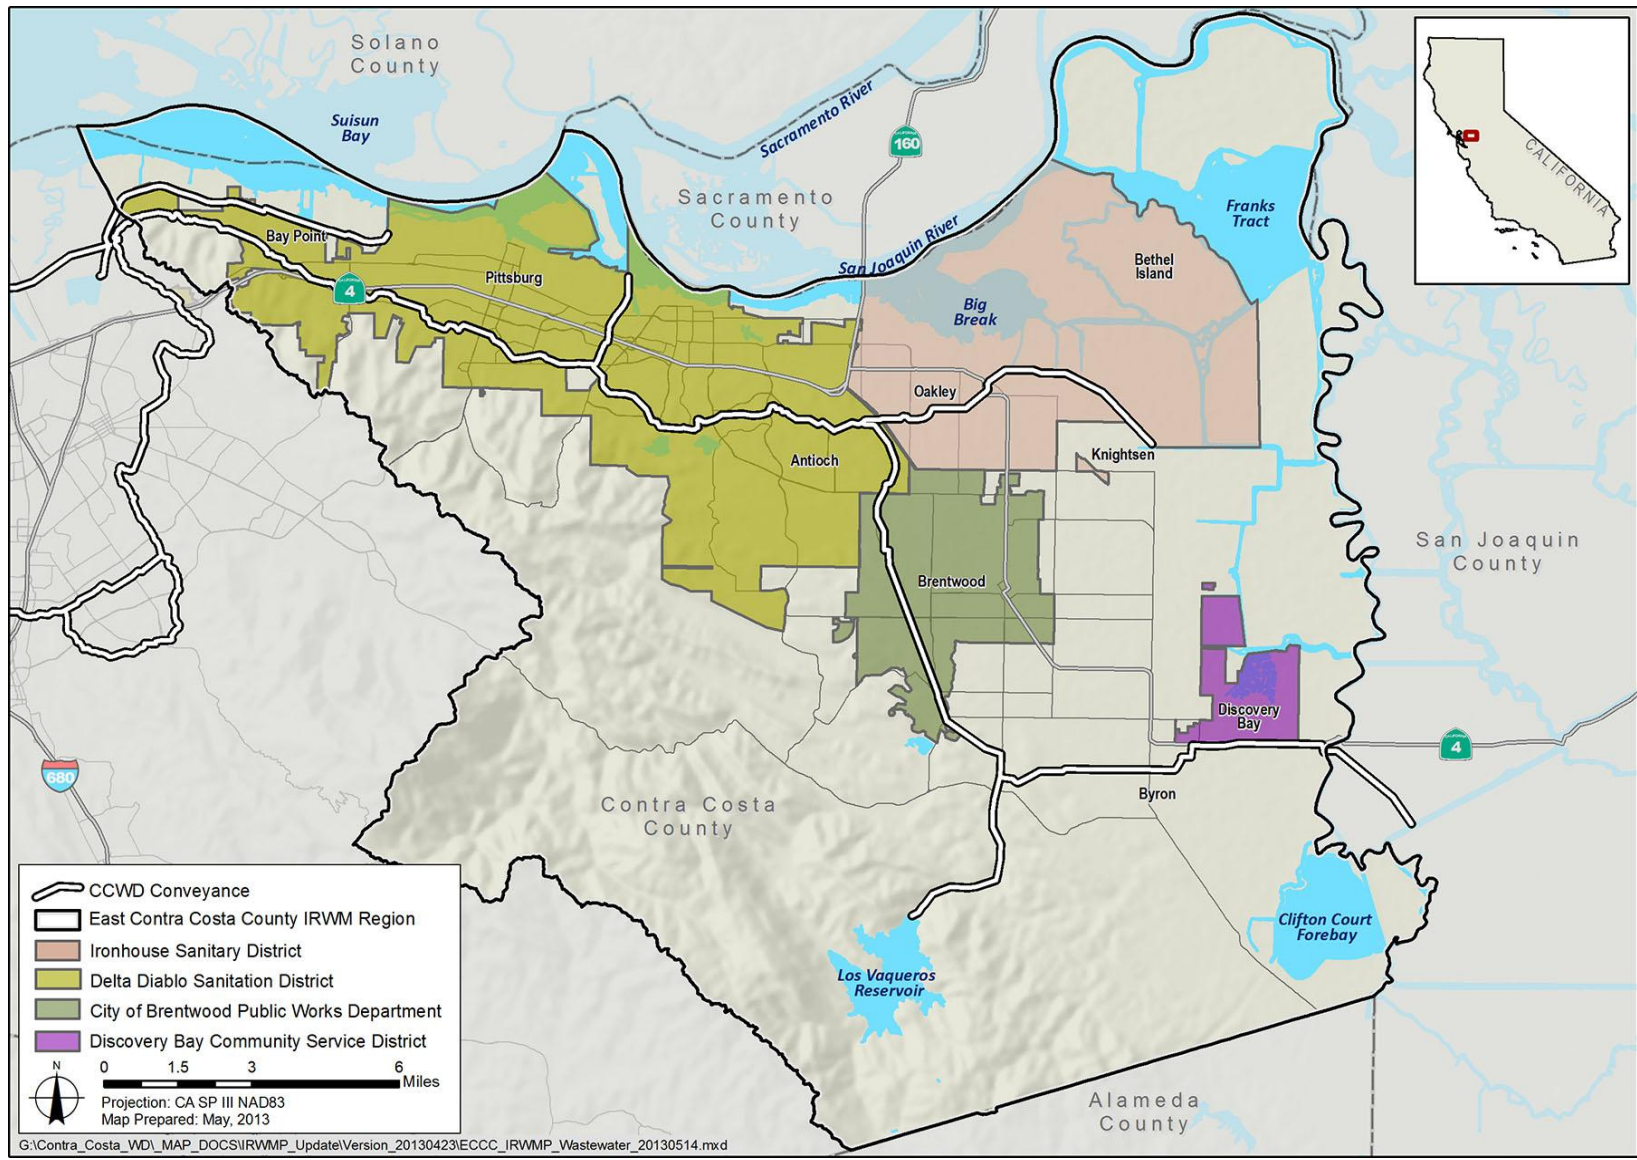 Solano
County
Suisun
Bay
Sacramento River
CALIFORNIA
160
Sacramento
County
San Joaquin River
Franks
Tract
CALIFORNIA
Bay Point
Pittsburg
CALIFORNIA
4
Bethel
Island
Big
Break
Oakley
Antioch
Knightsen
San Joaquin
County
Brentwood
Discovery
Bay
CALIFORNIA
4
680
Contra Costa
County
Byron
Clifton Court
Forebay
Los Vaqueros
Reservoir
Alameda
County
CCWD Conveyance
East Contra Costa County IRWM Region
Ironhouse Sanitary District
Delta Diablo Sanitation District
City of Brentwood Public Works Department
Discovery Bay Community Service District
N
0 1.5 3 6
Miles
Projection: CA SP III NAD83
Map Prepared: May, 2013
G:\Contra_Costa_WD\_MAP_DOCS\IRWMP_Update\Version_20130423\ECCC_IRWMP_Wastewater_20130514.mxd